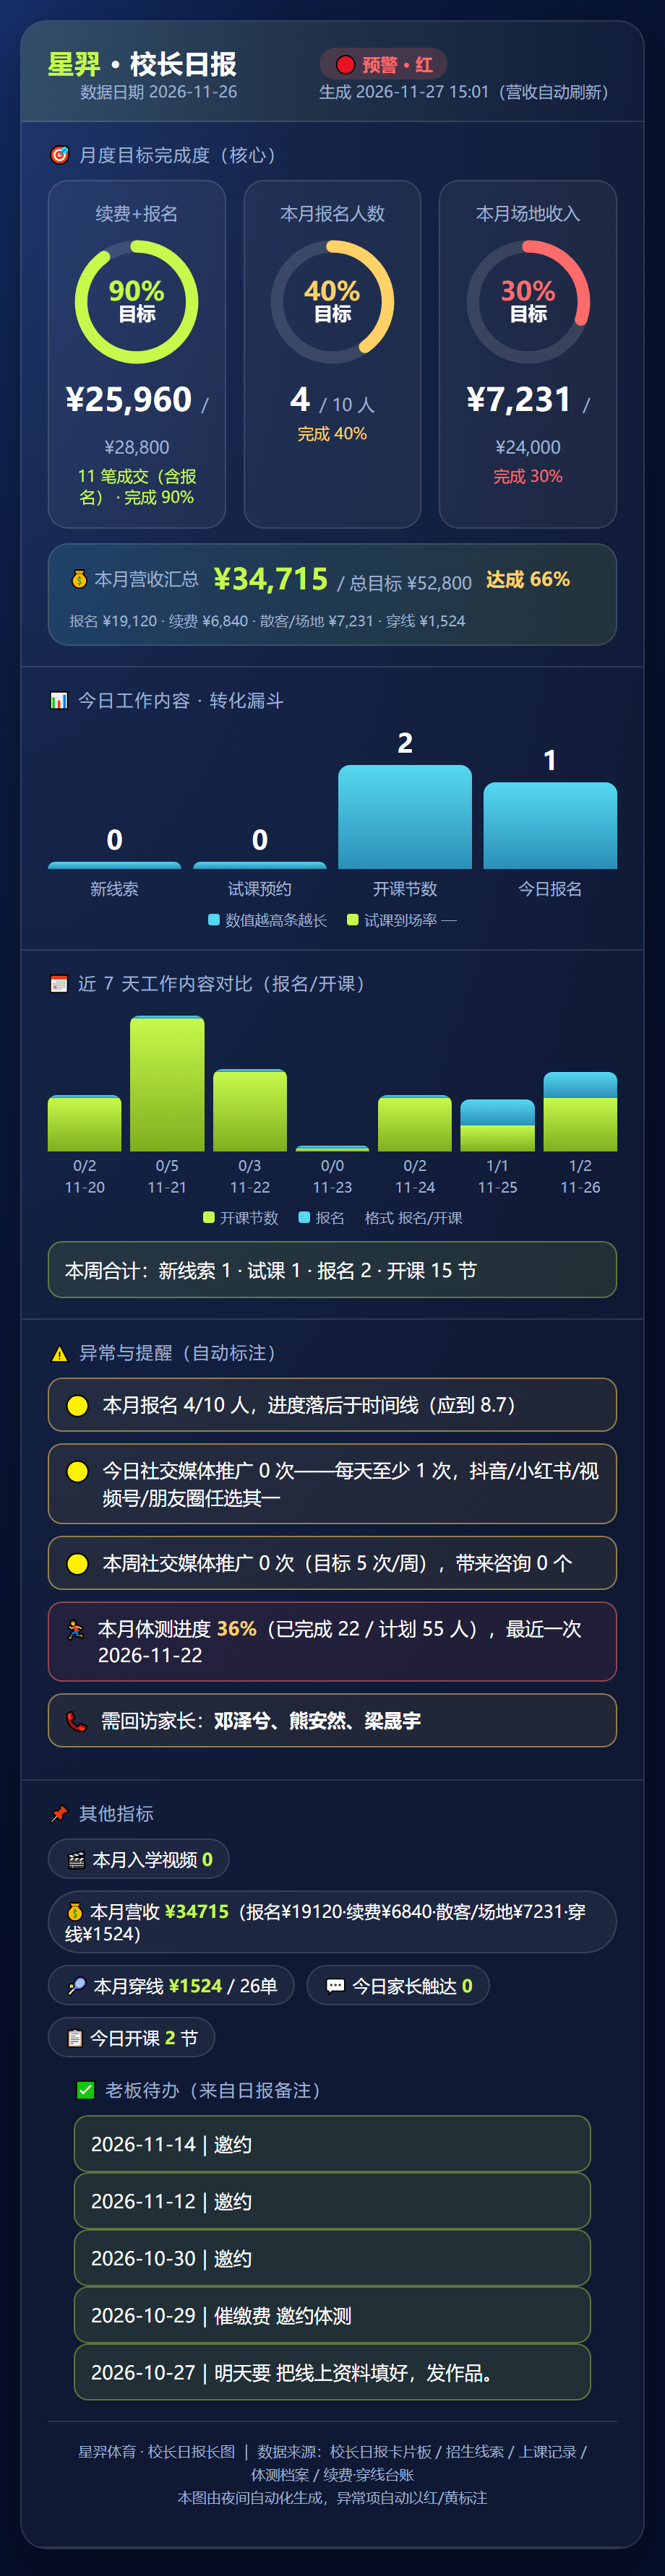 星羿 · 校长日报
预警 · 红
数据日期 2026-11-26
生成 2026-11-27 15:01（营收自动刷新）
月度目标完成度（核心）
续费+报名
90%
目标
¥25,960 /
¥28,800
11 笔成交（含报
名） · 完成 90%
本月报名人数
40%
目标
4 / 10 人
完成 40%
本月场地收入
30%
目标
¥7,231 /
¥24,000
完成 30%
本月营收汇总 ¥34,715 / 总目标 ¥52,800 达成 66%
报名 ¥19,120 · 续费 ¥6,840 · 散客/场地 ¥7,231 · 穿线 ¥1,524
今日工作内容 · 转化漏斗
0
新线索
0
试课预约
2
开课节数
1
今日报名
数值越高条越长 试课到场率 —
近 7 天工作内容对比（报名/开课）
0/2
11-20
0/5
11-21
0/3
11-22
0/0
11-23
0/2
11-24
1/1
11-25
1/2
11-26
开课节数 报名 格式 报名/开课
本周合计：新线索 1 · 试课 1 · 报名 2 · 开课 15 节
异常与提醒（自动标注）
本月报名 4/10 人，进度落后于时间线（应到 8.7）
今日社交媒体推广 0 次——每天至少 1 次，抖音/小红书/视
频号/朋友圈任选其一
本周社交媒体推广 0 次（目标 5 次/周），带来咨询 0 个
本月体测进度 36%（已完成 22 / 计划 55 人），最近一次
2026-11-22
需回访家长：邓泽兮、熊安然、梁晟宇
其他指标
本月入学视频 0
本月营收 ¥34715（报名¥19120·续费¥6840·散客/场地¥7231·穿
线¥1524）
本月穿线 ¥1524 / 26单
今日家长触达 0
今日开课 2 节
老板待办（来自日报备注）
2026-11-14 | 邀约
2026-11-12 | 邀约
2026-10-30 | 邀约
2026-10-29 | 催缴费 邀约体测
2026-10-27 | 明天要 把线上资料填好，发作品。
星羿体育 · 校长日报长图 | 数据来源：校长日报卡片板 / 招生线索 / 上课记录 /
体测档案 / 续费·穿线台账
本图由夜间自动化生成，异常项自动以红/黄标注